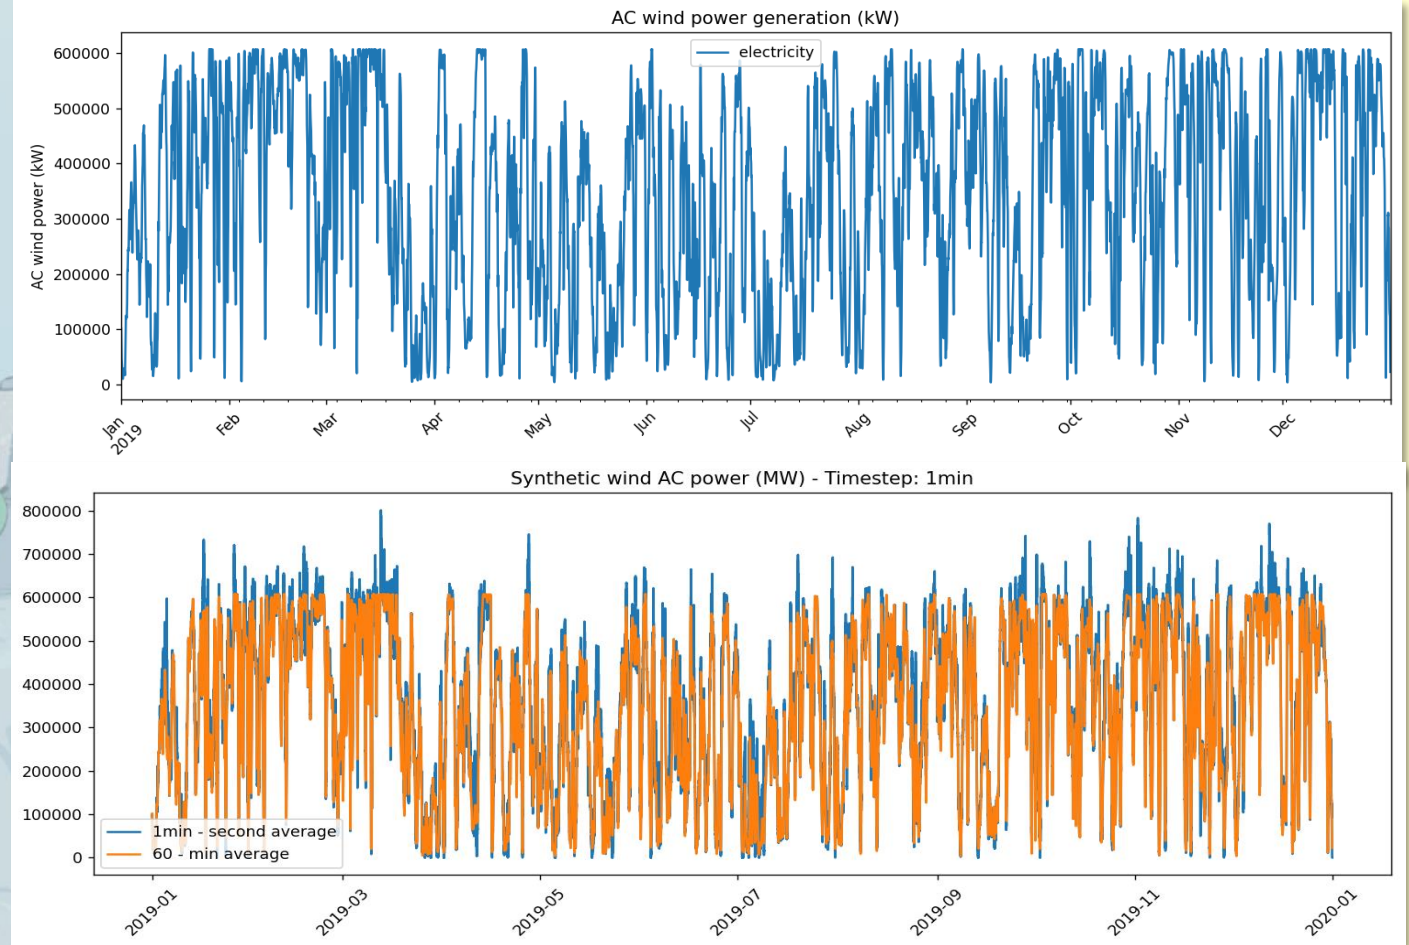 AC wind power generation (kW)
electricity
AC wind power (kW)
600000
500000
400000
300000
200000
100000
0
Jan
2019
Feb
Mar
Apr
May
Jun
Jul
Aug
Sep
Oct
Nov
Dec
Synthetic wind AC power (MW) - Timestep: 1min
800000
700000
600000
500000
400000
300000
200000
100000
0
1min - second average
60 - min average
2019-01
2019-03
2019-05
2019-07
2019-09
2019-11
2020-01